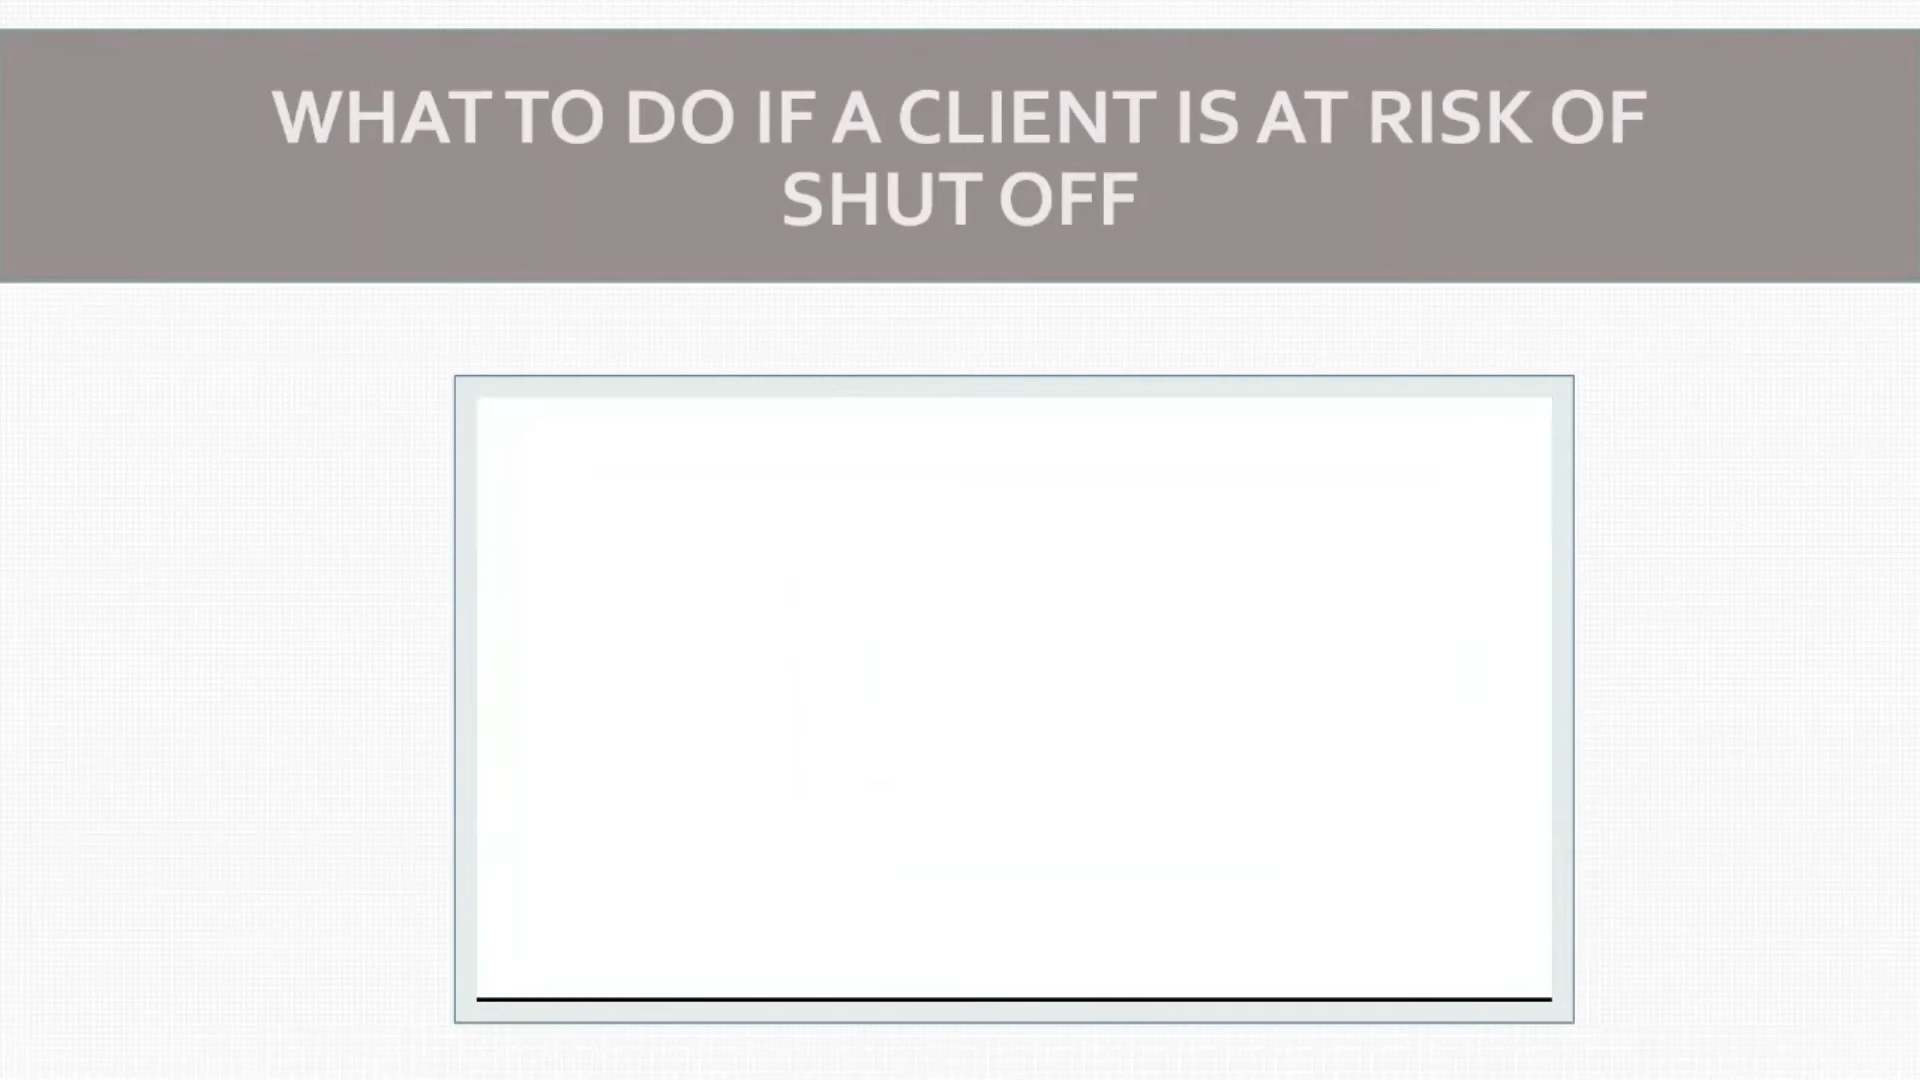 WHAT TO DO IF A CLIENT IS AT RISK OF
SHUT OFF